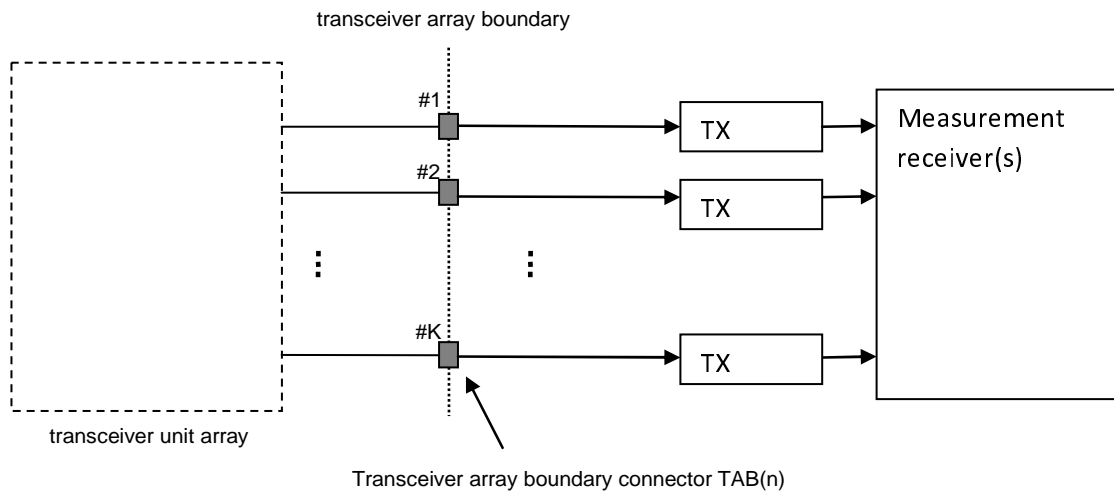 transceiver array boundary
#1
TX
Measurement
receiver(s)
#2
TX
#K
TX
transceiver unit array
Transceiver array boundary connector TAB(n)